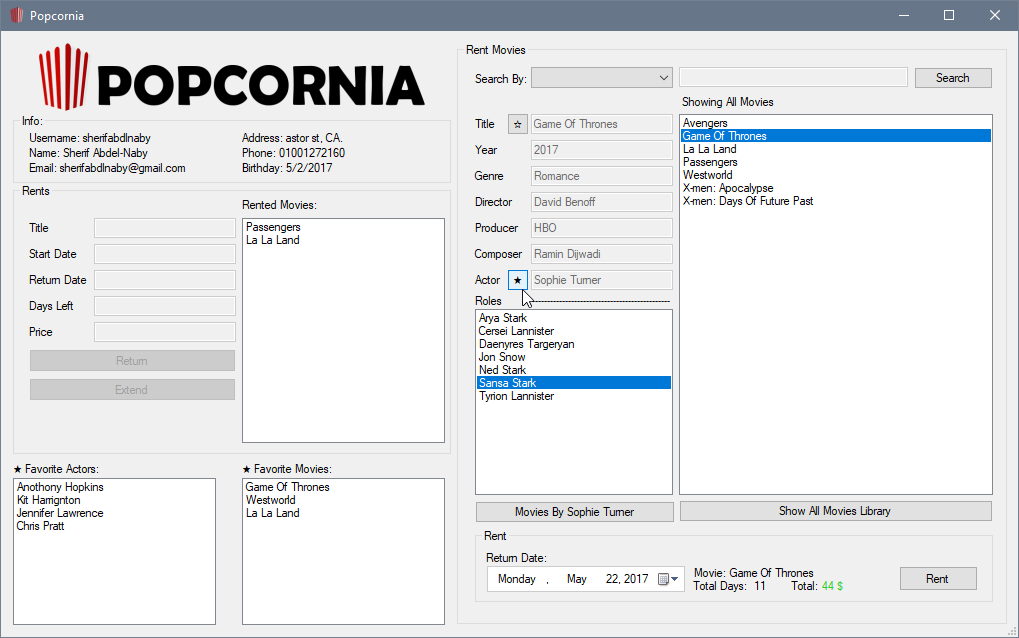 Popcornia
POPCORNIA
Info:
Username: sherifabdlnaby
Address: astor st, CA.
Name: Sherif Abdel-Naby
Phone: 01001272160
Email: sherifabdlnaby@gmail.com
Birthday: 5/2/2017
Rents
Rented Movies:
Title
Start Date
Return Date
Days Left
Price
Return
Extend
Passengers
La La Land
★ Favorite Actors:
Anothony Hopkins
Kit Harrignton
Jennifer Lawrence
Chris Pratt
★ Favorite Movies:
Game Of Thrones
Westworld
La La Land
Rent Movies
Search By:
Search
Showing All Movies
Title ☆ Game Of Thrones
Year 2017
Genre Romance
Director David Benoff
Producer HBO
Composer Ramin Dijwadi
Actor ★ Sophie Turner
Roles
Arya Stark
Cersei Lannister
Daenyres Targeryan
Jon Snow
Ned Stark
Sansa Stark
Tyrion Lannister
Avengers
Game Of Thrones
La La Land
Passengers
Westworld
X-men: Apocalypse
X-men: Days Of Future Past
Movies By Sophie Turner
Show All Movies Library
Rent
Return Date:
Monday , May 22, 2017
Movie: Game Of Thrones
Total Days: 11 Total: 44 $
Rent